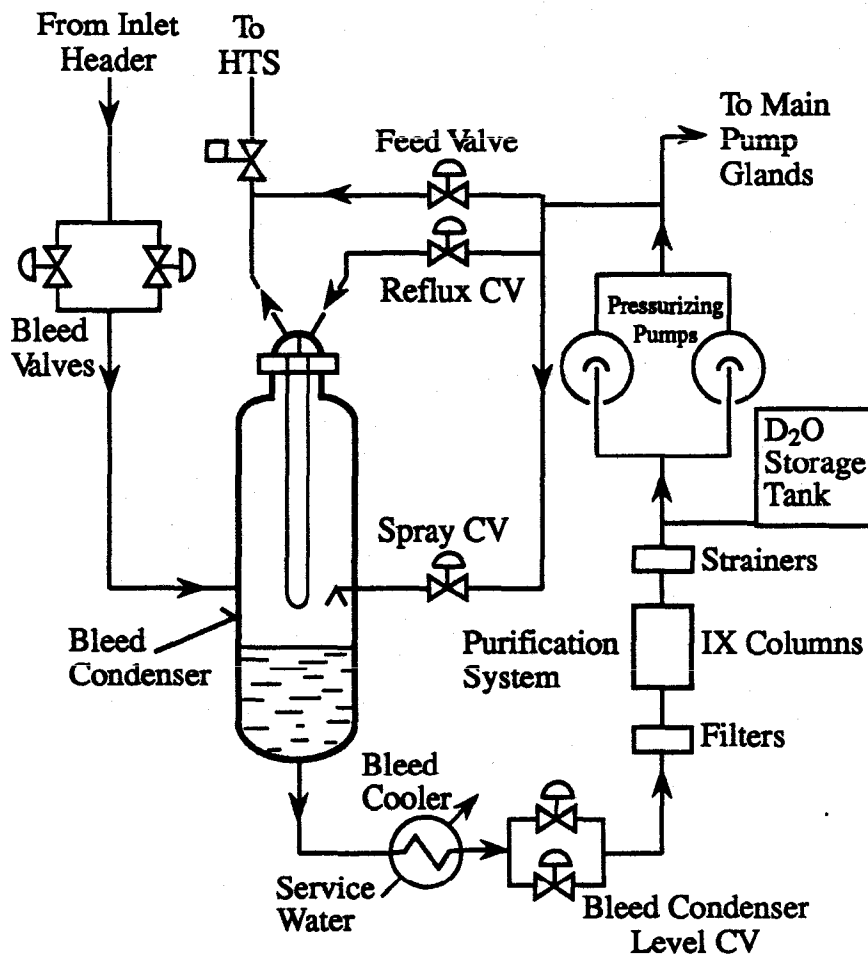 From Inlet
Header
To
HTS
To Main
Pump
Glands
Feed Valve
Reflux CV
Pressurizing
Pumps
Bleed
Valves
D₂O
Storage
Tank
Spray CV
Strainers
Bleed
Condenser
Purification
System
IX Columns
Filters
Bleed
Cooler
Service
Water
Bleed Condenser
Level CV